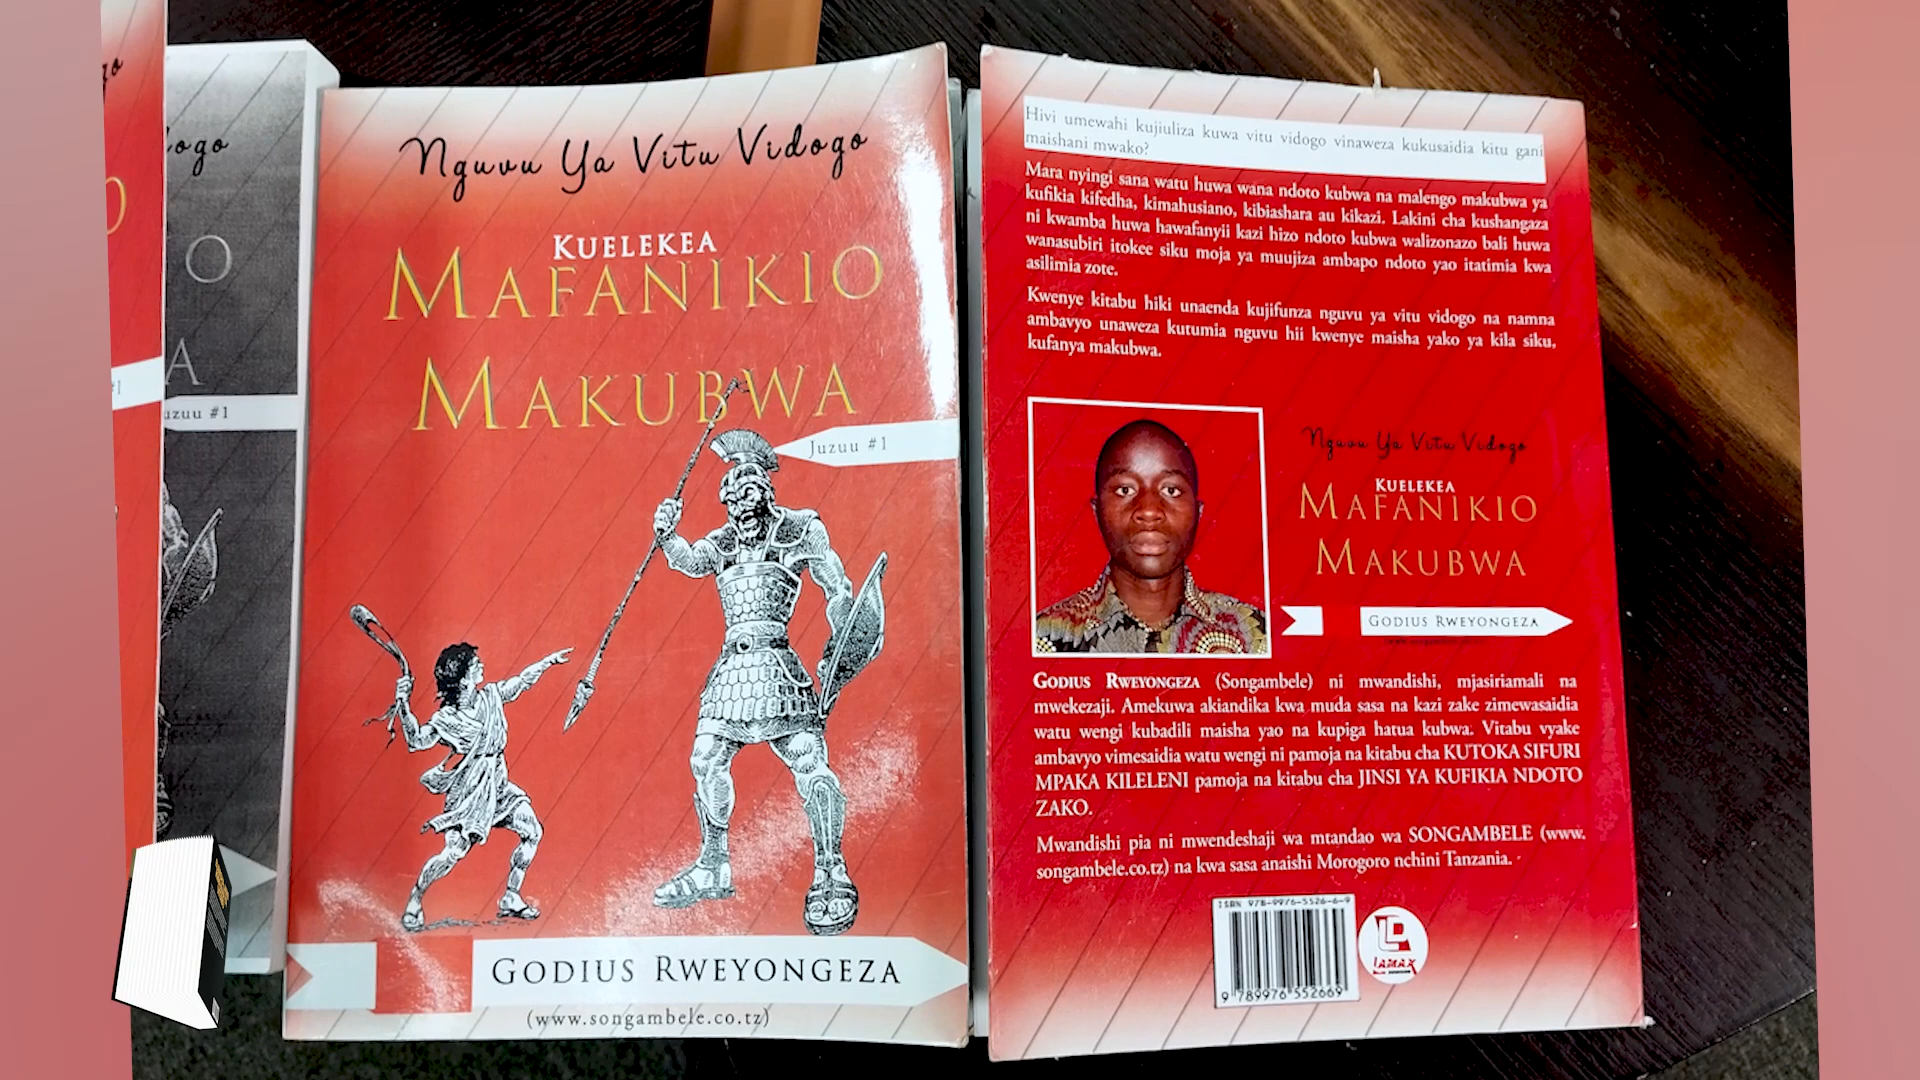 go
O
#1
ogo
O
A
uzuu #1
Nguvu Ya Vitu Vidogo
KUELEKEA
MAFANIKIO
MAKUBWA
Juzuu #1
GODIUS RWEYONGEZA
(www.songambele.co.tz)
Hivi umewahi kujiuliza kuwa vitu vidogo vinaweza kukusaidia kitu gani
maishani mwako?
Mara nyingi sana watu huwa wana ndoto kubwa na malengo makubwa ya
kufikia kifedha, kimahusiano, kibiashara au kikazi. Lakini cha kushangaza
ni kwamba huwa hawafanyii kazi hizo ndoto kubwa walizonazo bali huwa
wanasubiri itokee siku moja ya muujiza ambapo ndoto yao itatimia kwa
asilimia zote.
Kwenye kitabu hiki unaenda kujifunza nguvu ya vitu vidogo na namna
ambavyo unaweza kutumia nguvu hii kwenye maisha yako ya kila siku,
kufanya makubwa.
Nguvu Ya Vitu Vidogo
KUELEKEA
MAFANIKIO
MAKUBWA
GODIUS RWEYONGEZA
GODIUS RWEYONGEZA (Songambele) ni mwandishi, mjasiriamali na
mwekezaji. Amekuwa akiandika kwa muda sasa na kazi zake zimewasaidia
watu wengi kubadili maisha yao na kupiga hatua kubwa. Vitabu vyake
ambavyo vimesaidia watu wengi ni pamoja na kitabu cha KUTOKA SIFURI
MPAKA KILELENI pamoja na kitabu cha JINSI YA KUFIKIA NDOTO
ZAKO.
Mwandishi pia ni mwendeshaji wa mtandao wa SONGAMBELE (www.
songambele.co.tz) na kwa sasa anaishi Morogoro nchini Tanzania.
ISBN 978-9976-5526-6-9
9 789976 552669
LAMAX